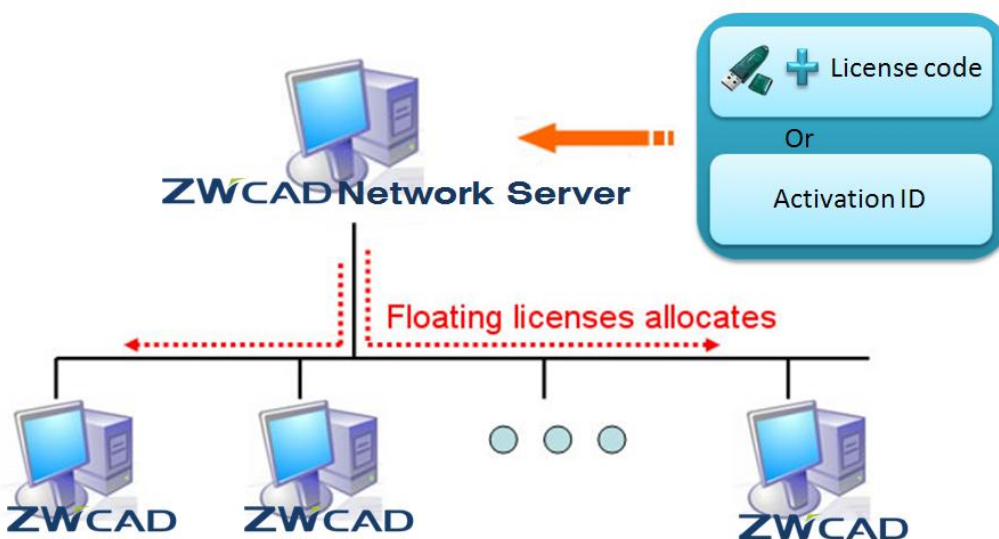 License code
Or
Activation ID
ZWCAD Network Server
Floating licenses allocates
ZWCAD
ZWCAD
ZWCAD